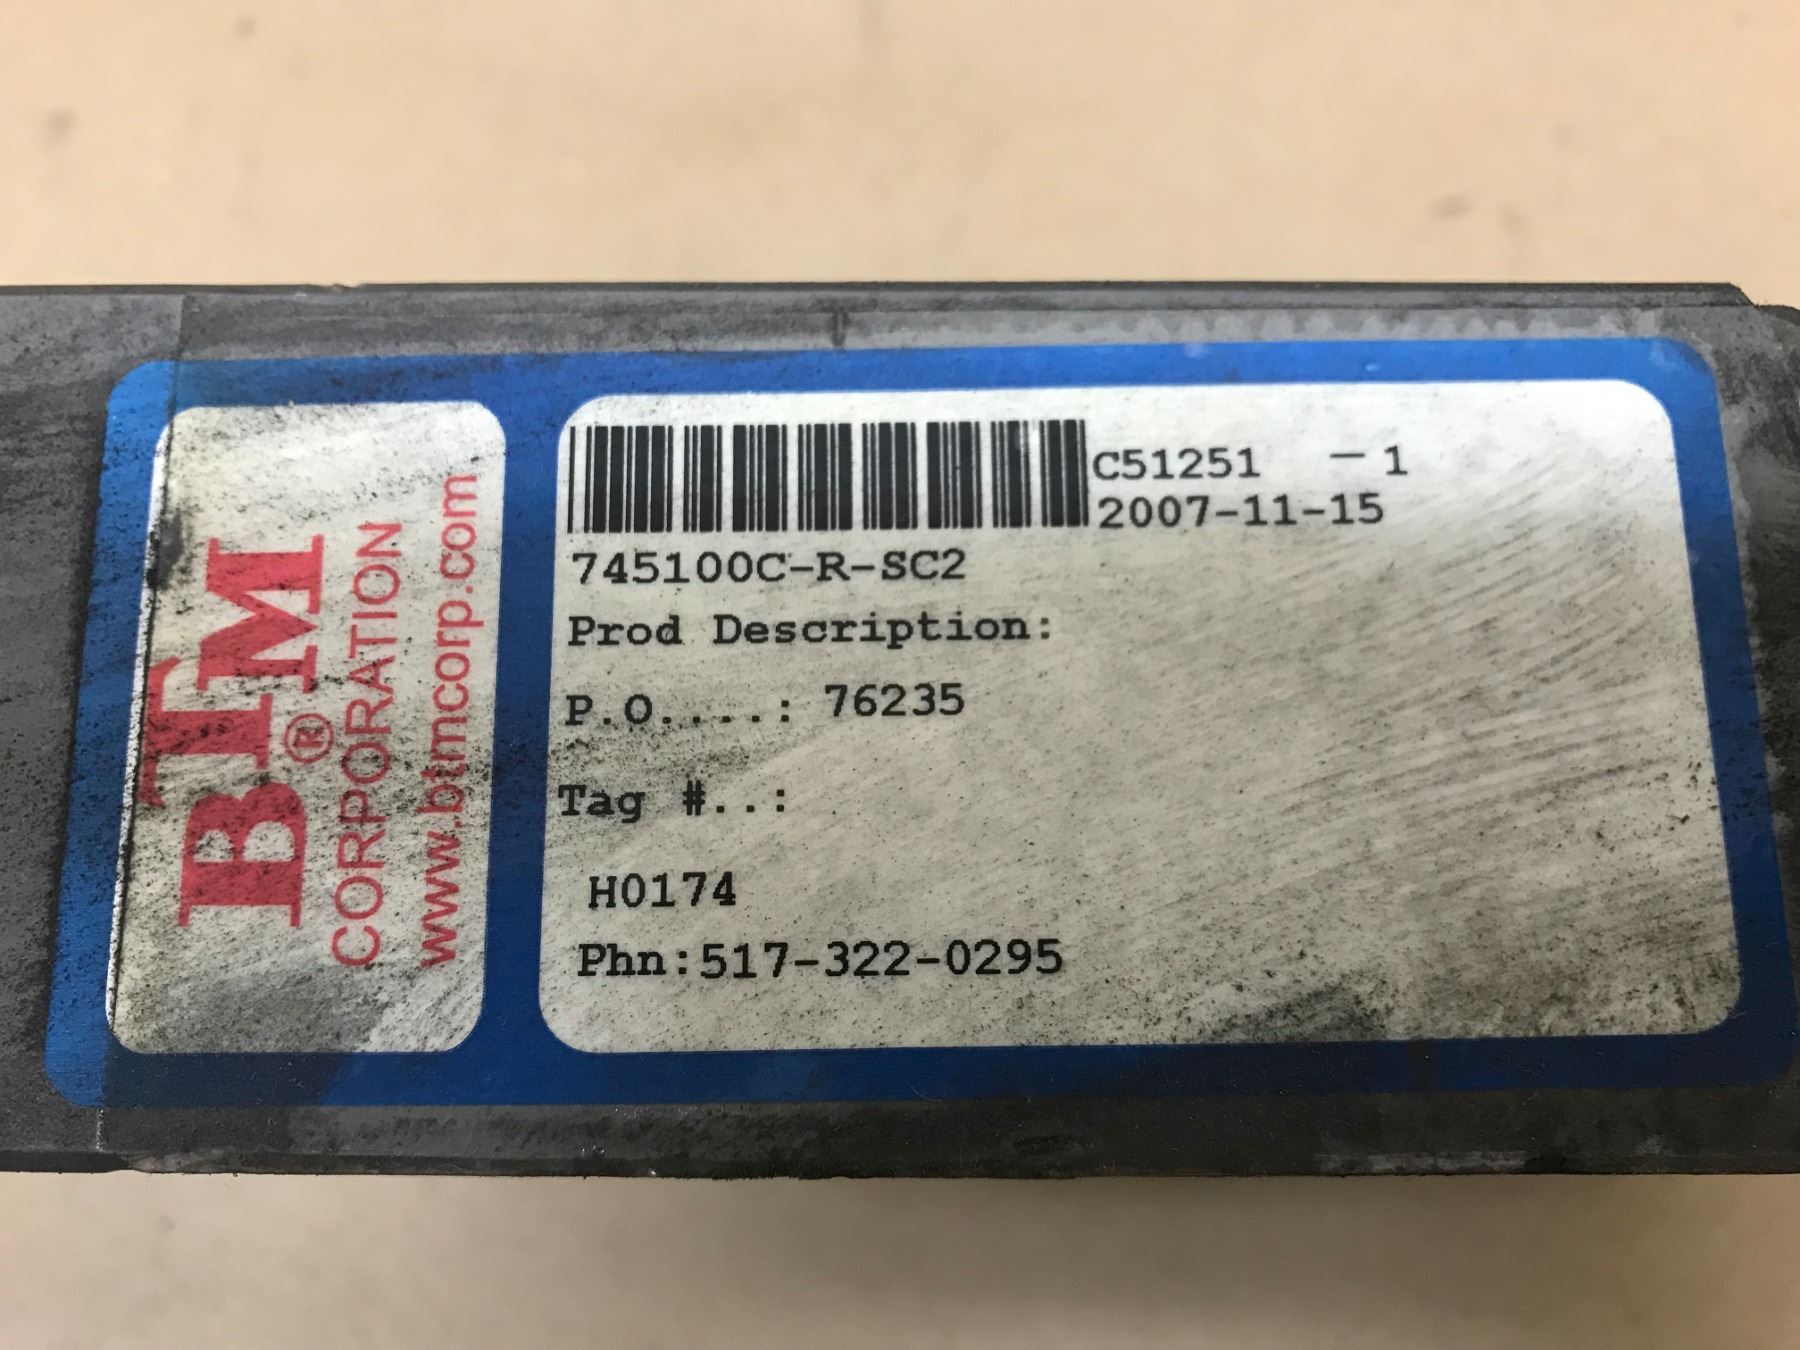 BTM®
CORPORATION
www.btmcorp.com
C51251 -1
2007-11-15
745100C-R-SC2
Prod Description:
P.O....: 76235
Tag #..:
H0174
Phn:517-322-0295